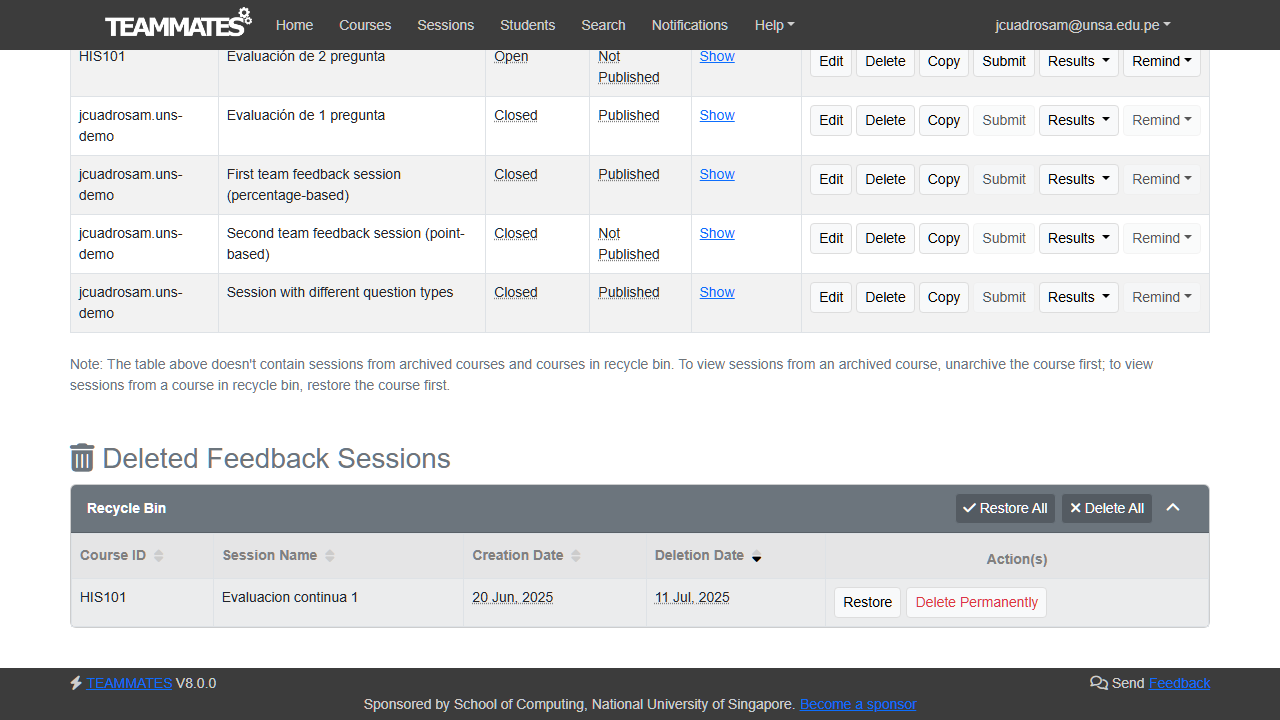 TEAMMATES Home Courses Sessions Students Search Notifications Help jcuadrosam@unsa.edu.pe
HIS101 Evaluación de 2 pregunta Open Not Published Show Edit Delete Copy Submit Results Remind
jcuadrosam.uns-demo Evaluación de 1 pregunta Closed Published Show Edit Delete Copy Submit Results Remind
jcuadrosam.uns-demo First team feedback session (percentage-based) Closed Published Show Edit Delete Copy Submit Results Remind
jcuadrosam.uns-demo Second team feedback session (point-based) Closed Not Published Show Edit Delete Copy Submit Results Remind
jcuadrosam.uns-demo Session with different question types Closed Published Show Edit Delete Copy Submit Results Remind
Note: The table above doesn't contain sessions from archived courses and courses in recycle bin. To view sessions from an archived course, unarchive the course first; to view
sessions from a course in recycle bin, restore the course first.
Deleted Feedback Sessions
Recycle Bin Restore All Delete All
Course ID Session Name Creation Date Deletion Date Action(s)
HIS101 Evaluacion continua 1 20 Jun, 2025 11 Jul, 2025 Restore Delete Permanently
TEAMMATES V8.0.0 Send Feedback
Sponsored by School of Computing, National University of Singapore. Become a sponsor